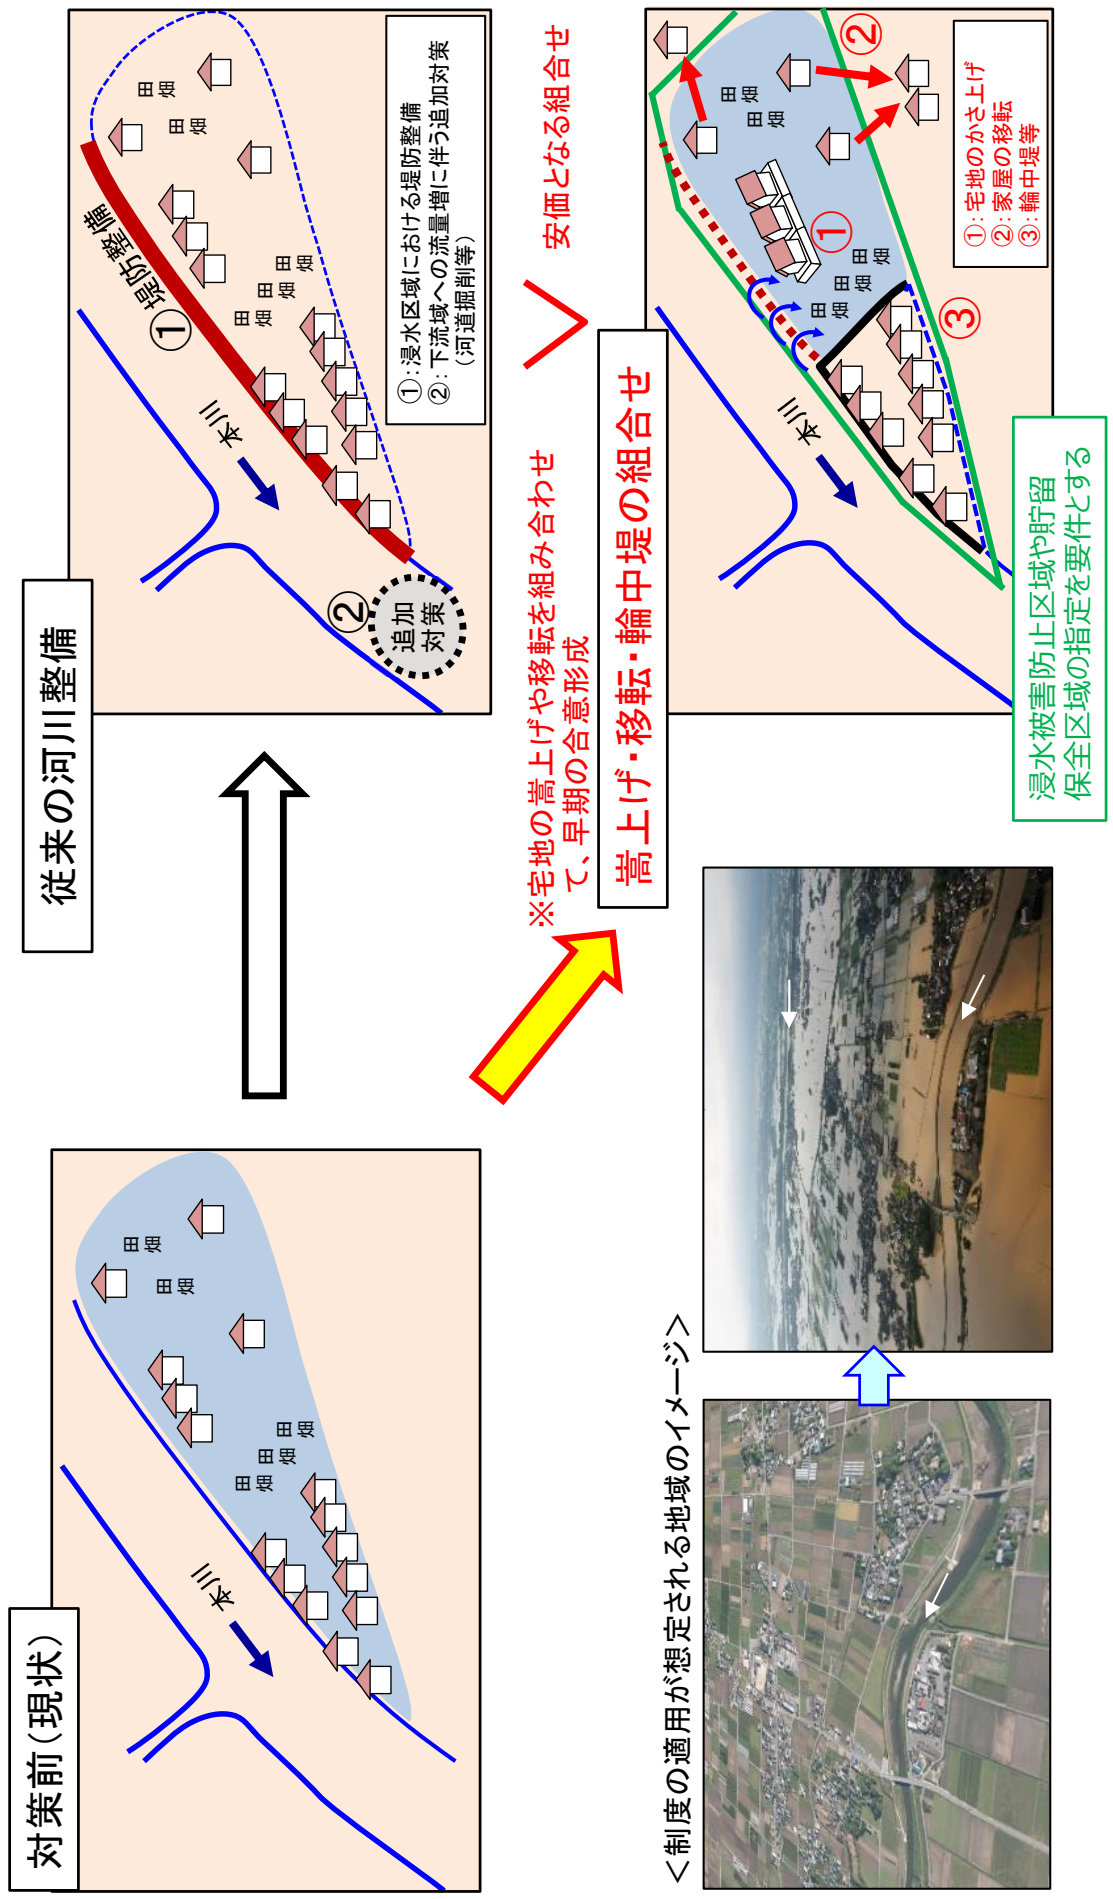 対策前(現状)
本川
田畑
田畑
田畑
田畑
田畑
従来の河川整備
①
堤防整備
本川
田畑
田畑
田畑
田畑
田畑
②
追加
対策
①:浸水区域における堤防整備
②:下流域への流量増に伴う追加対策
(河道掘削等)
※宅地の嵩上げや移転を組み合わせ
て、早期の合意形成
安価となる組合せ
嵩上げ・移転・輪中堤の組合せ
本川
田畑
田畑
田畑
田畑
田畑
①
②
③
①:宅地のかさ上げ
②:家屋の移転
③:輪中堤等
浸水被害防止区域や貯留
保全区域の指定を要件とする
<制度の適用が想定される地域のイメージ>